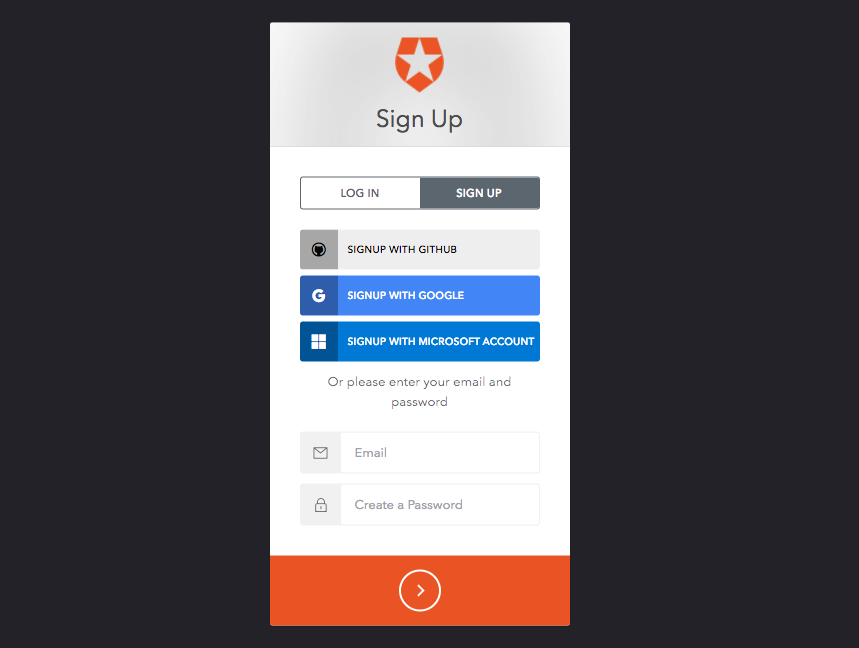 Sign Up
LOG IN
SIGN UP
SIGNUP WITH GITHUB
SIGNUP WITH GOOGLE
SIGNUP WITH MICROSOFT ACCOUNT
Or please enter your email and
password
Email
Create a Password